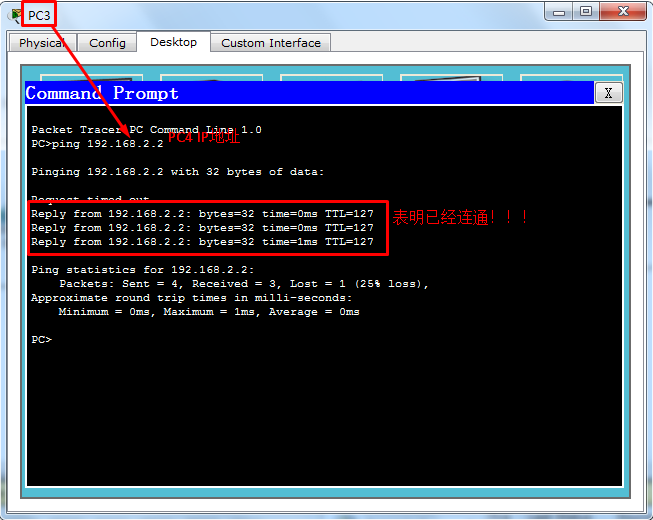 PC3
Physical Config Desktop Custom Interface
Command Prompt
X
Packet Tracer PC Command Line 1.0
PC>ping 192.168.2.2
PC4 IP地址
Pinging 192.168.2.2 with 32 bytes of data:
Request timed out.
Reply from 192.168.2.2: bytes=32 time=0ms TTL=127
Reply from 192.168.2.2: bytes=32 time=0ms TTL=127
Reply from 192.168.2.2: bytes=32 time=1ms TTL=127
表明已经连通！！！
Ping statistics for 192.168.2.2:
Packets: Sent = 4, Received = 3, Lost = 1 (25% loss),
Approximate round trip times in milli-seconds:
Minimum = 0ms, Maximum = 1ms, Average = 0ms
PC>